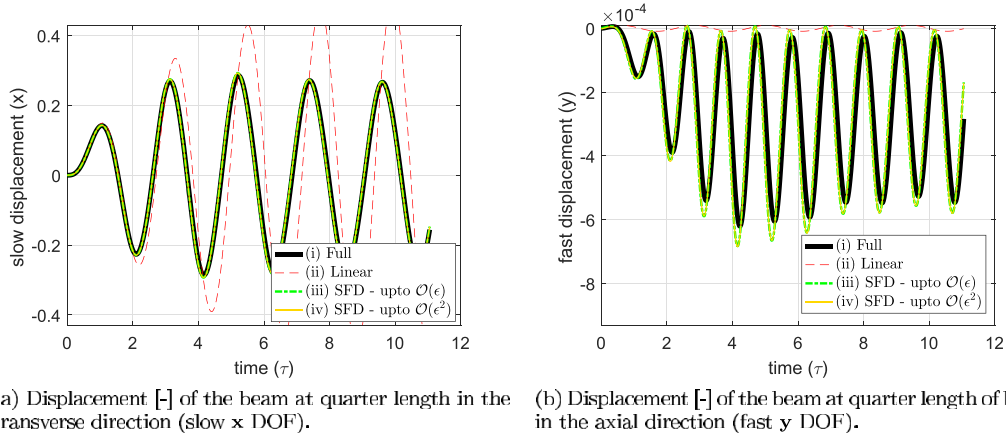 0.4
0.2
0
-0.2
-0.4
0 2 4 6 8 10 12
slow displacement (x)
time (τ)
(i) Full
(ii) Linear
(iii) SFD - upto O(ϵ)
(iv) SFD - upto O(ϵ²)
×10⁻⁴
0
-2
-4
-6
-8
0 2 4 6 8 10 12
fast displacement (y)
time (τ)
(i) Full
(ii) Linear
(iii) SFD - upto O(ϵ)
(iv) SFD - upto O(ϵ²)
a) Displacement [-] of the beam at quarter length in the
ransverse direction (slow x DOF).
(b) Displacement [-] of the beam at quarter length of
in the axial direction (fast y DOF).